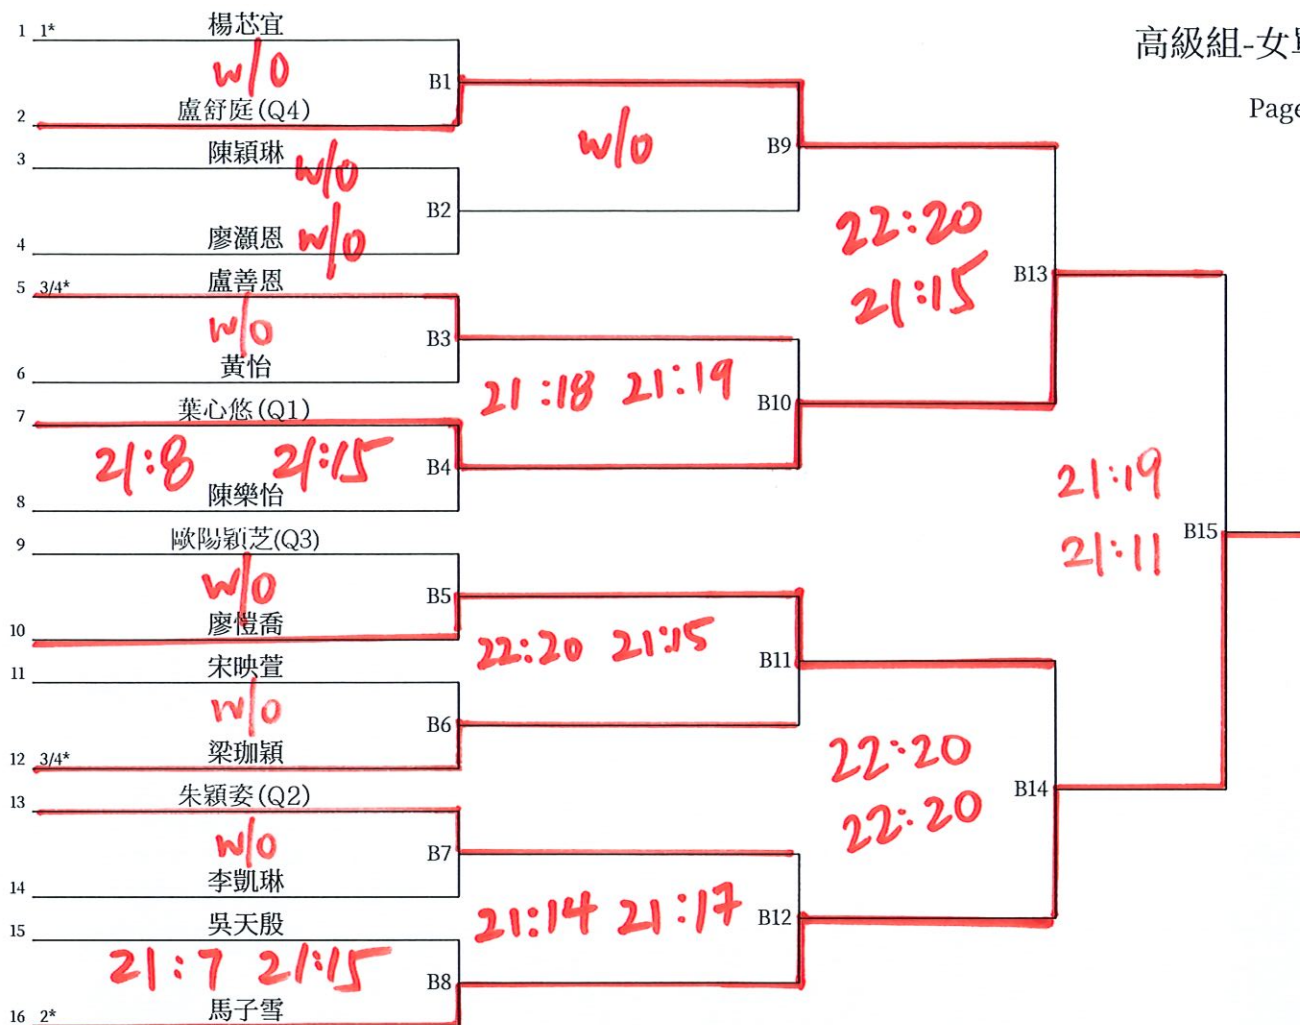 高級組-女單
Page
1 1* 楊芯宜
w/o
B1
2 盧舒庭(Q4)
3 陳穎琳
w/o
w/o
B9
B2
4 廖灝恩 w/o
22:20
21:15
B13
5 3/4* 盧善恩
w/o
B3
6 黃怡
21:18 21:19
B10
7 葉心悠(Q1)
21:8 21:15
B4
8 陳樂怡
21:19
21:11
B15
9 歐陽穎芝(Q3)
w/o
B5
10 廖愷喬
22:20 21:15
B11
11 宋映萱
w/o
B6
12 3/4* 梁珈穎
22:20
22:20
B14
13 朱穎姿(Q2)
w/o
B7
14 李凱琳
21:14 21:17
B12
15 吳天殷
21:7 21:15
B8
16 2* 馬子雪